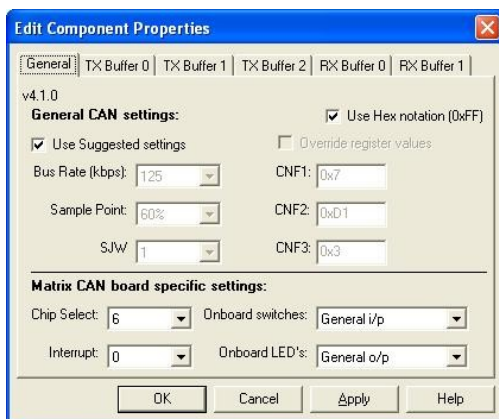 Edit Component Properties
General TX Buffer 0 TX Buffer 1 TX Buffer 2 RX Buffer 0 RX Buffer 1
v4.1.0
General CAN settings: Use Hex notation (0xFF)
Use Suggested settings Override register values
Bus Rate (kbps): 125 CNF1: 0x7
Sample Point: 60% CNF2: 0xD1
SJW 1 CNF3: 0x3
Matrix CAN board specific settings:
Chip Select: 6 Onboard switches: General i/p
Interrupt: 0 Onboard LED's: General o/p
OK Cancel Apply Help